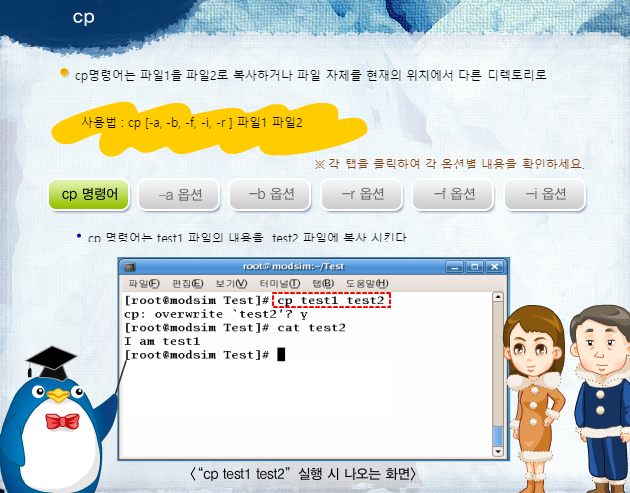 cp
cp명령어는 파일1을 파일2로 복사하거나 파일 자체를 현재의 위치에서 다른 디렉토리로
사용법 : cp [-a, -b, -f, -i, -r ] 파일1 파일2
※ 각 탭을 클릭하여 각 옵션별 내용을 확인하세요.
cp 명령어 –a 옵션 –b 옵션 –r 옵션 –f 옵션 –i 옵션
cp 명령어는 test1 파일의 내용을 test2 파일에 복사 시킨다
root@modsim:~/Test
파일(F) 편집(E) 보기(V) 터미널(T) 탭(B) 도움말(H)
[root@modsim Test]# cp test1 test2
cp: overwrite `test2'? y
[root@modsim Test]# cat test2
I am test1
[root@modsim Test]#
〈“cp test1 test2” 실행 시 나오는 화면〉